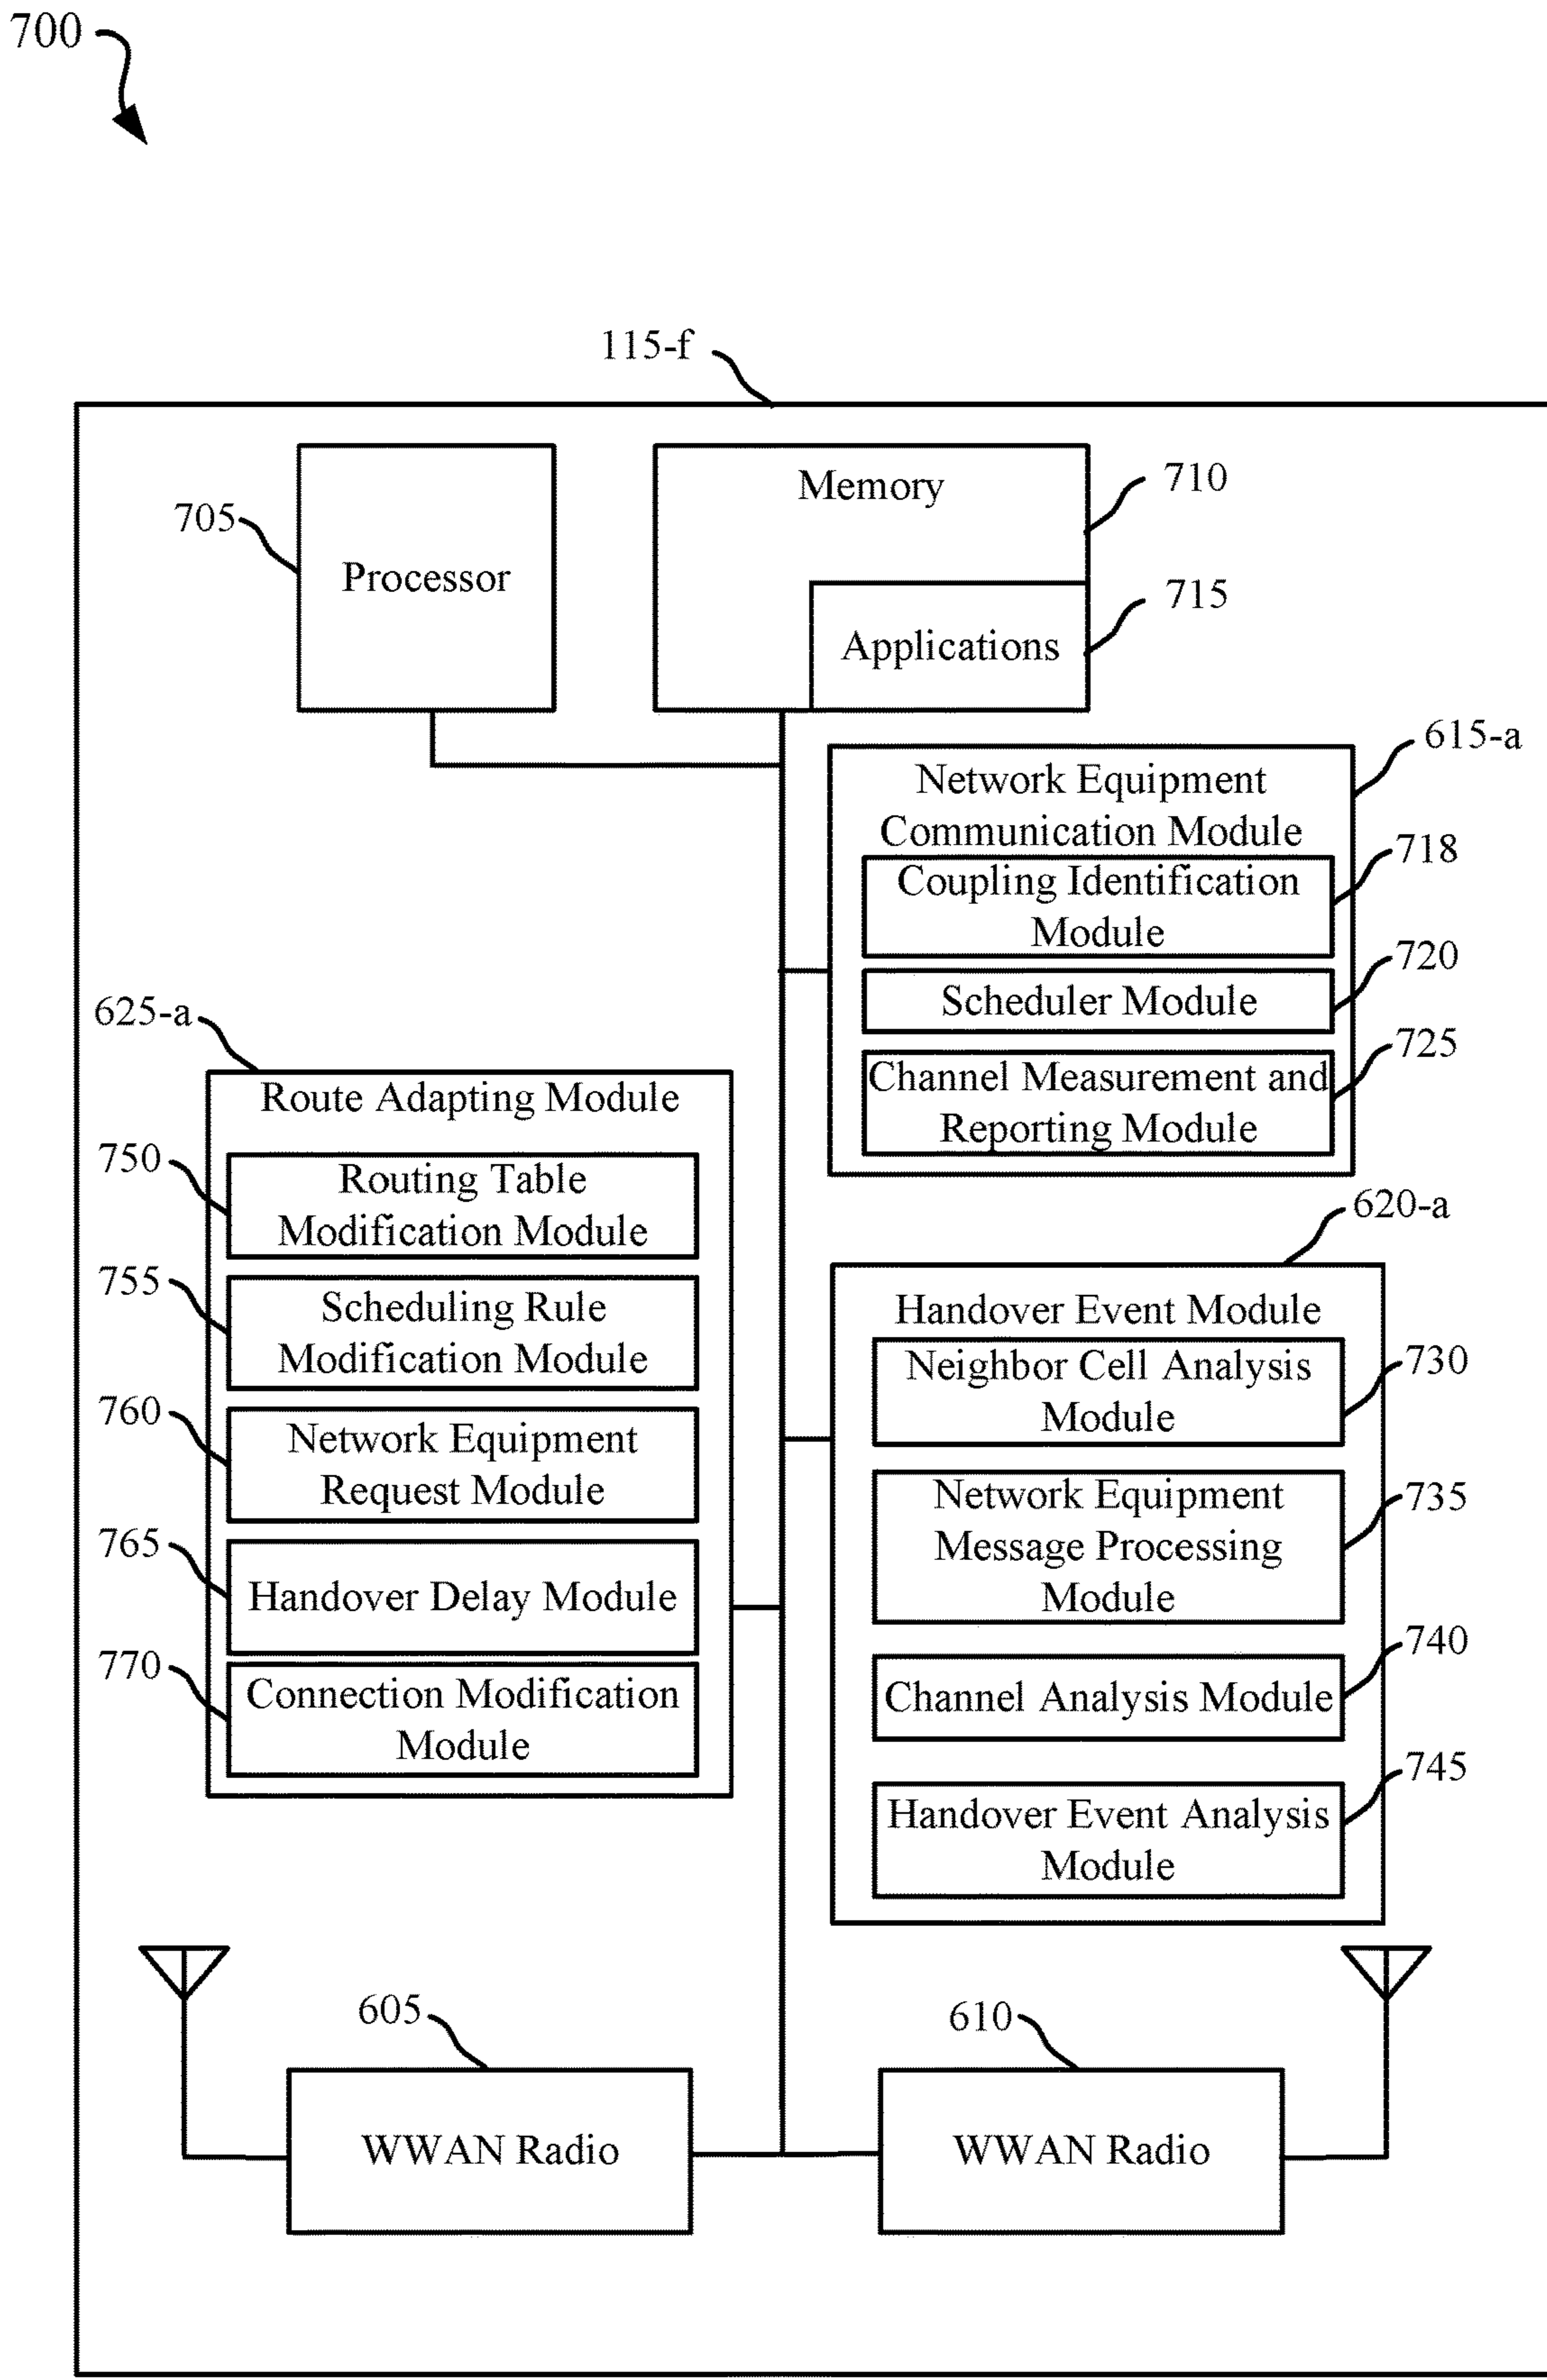 700
115-f
705
Processor
Memory
710
Applications
715
615-a
Network Equipment
Communication Module
718
Coupling Identification
Module
720
Scheduler Module
725
Channel Measurement and
Reporting Module
625-a
Route Adapting Module
750
Routing Table
Modification Module
755
Scheduling Rule
Modification Module
760
Network Equipment
Request Module
765
Handover Delay Module
770
Connection Modification
Module
620-a
Handover Event Module
Neighbor Cell Analysis
Module
730
Network Equipment
Message Processing
Module
735
740
Channel Analysis Module
745
Handover Event Analysis
Module
605
WWAN Radio
610
WWAN Radio